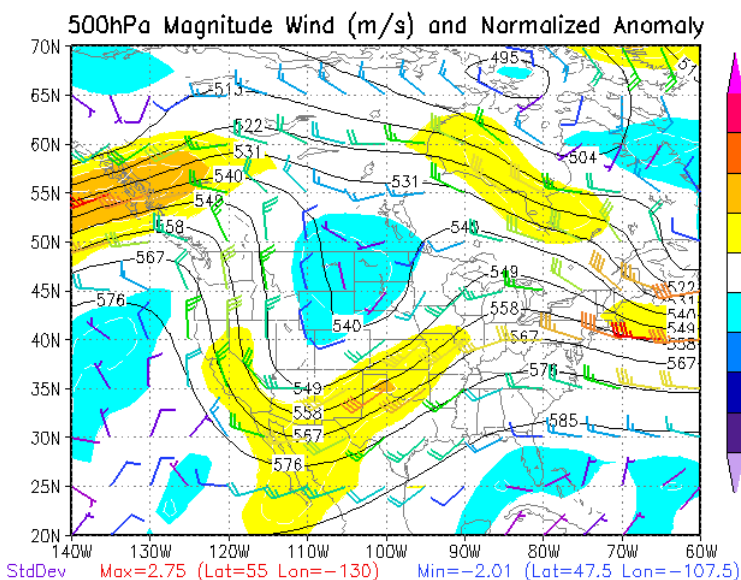 500hPa Magnitude Wind (m/s) and Normalized Anomaly
70N
495
51
65N
513
522
60N
504
531
55N
540
531
549
558
50N
540
567
549
522
45N
576
558
540
540
549
40N
567
558
567
576
35N
549
558
585
30N
567
576
25N
20N
140W 130W 120W 110W 100W 90W 80W 70W 60W
StdDev Max=2.75 (Lat=55 Lon=-130) Min=-2.01 (Lat=47.5 Lon=-107.5)